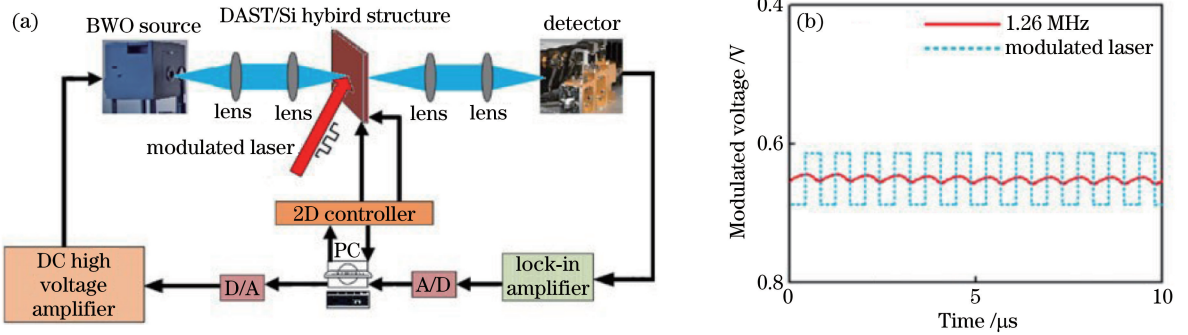 (a)
DAST/Si hybird structure
BWO source
detector
lens
lens
lens
lens
modulated laser
2D controller
PC
DC high
voltage
amplifier
D/A
A/D
lock-in
amplifier
(b)
0.4
0.6
0.8
Modulated voltage /V
1.26 MHz
modulated laser
0
5
10
Time /μs